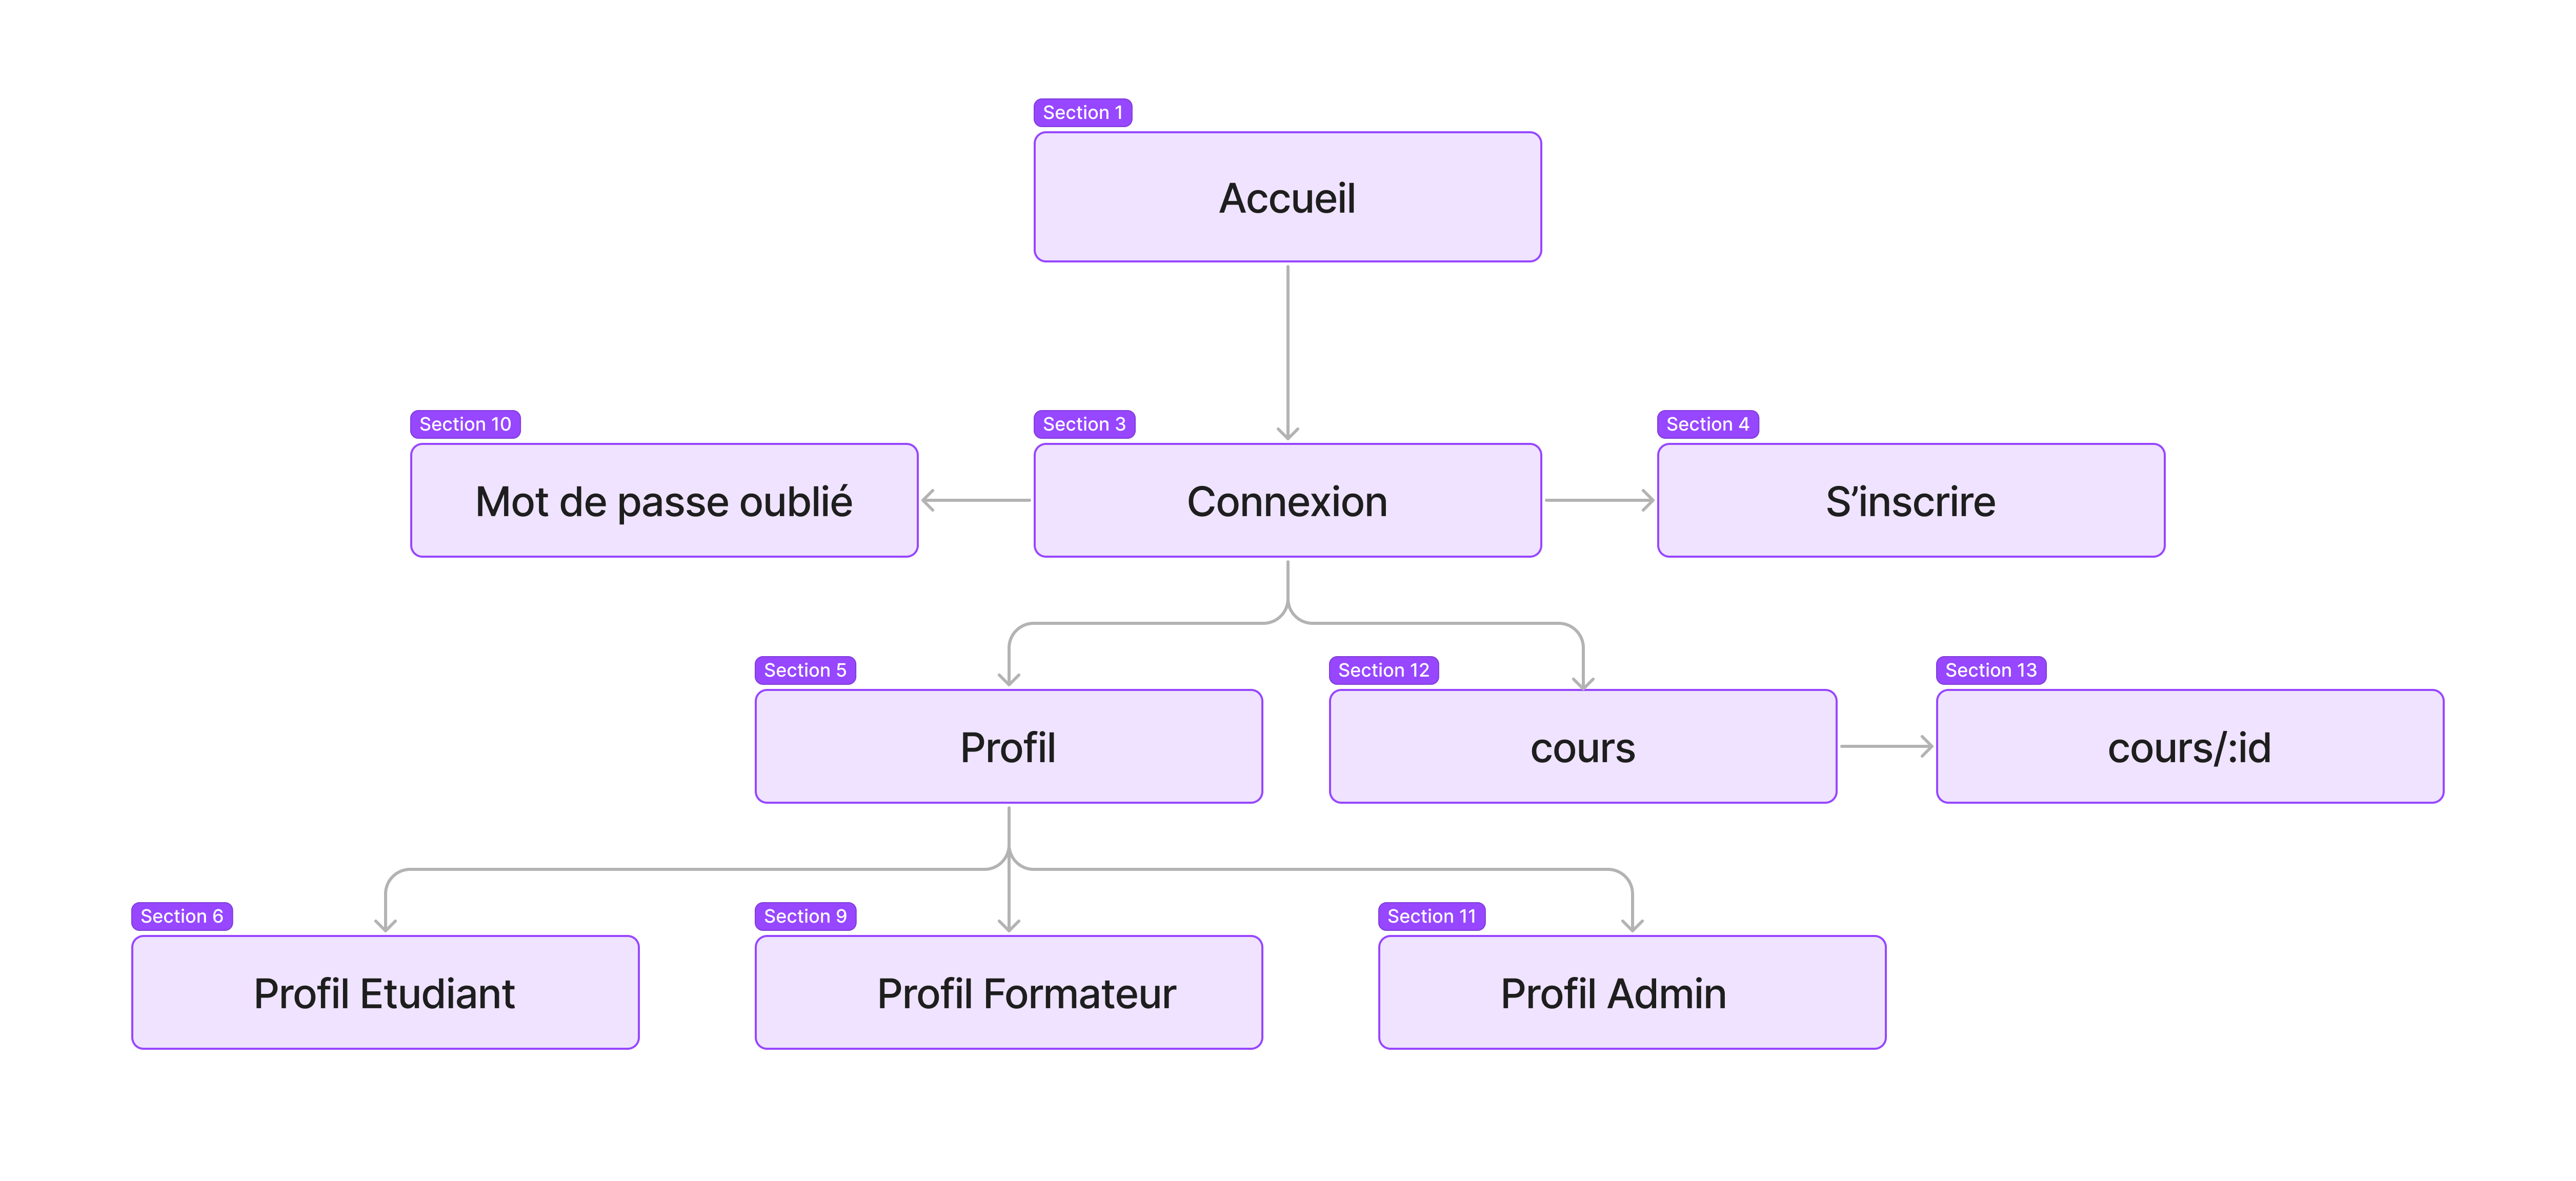 Section 1
Accueil
Section 10
Mot de passe oublié
Section 3
Connexion
Section 4
S’inscrire
Section 5
Profil
Section 12
cours
Section 13
cours/:id
Section 6
Profil Etudiant
Section 9
Profil Formateur
Section 11
Profil Admin